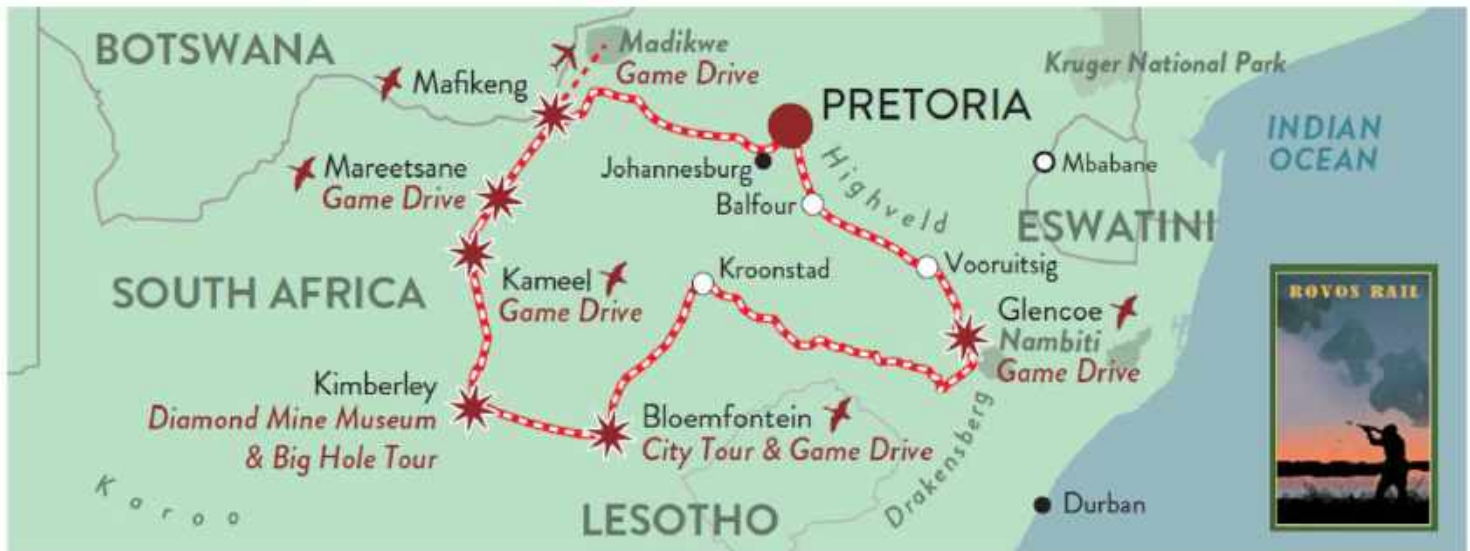 BOTSWANA
Madikwe
Game Drive
Kruger National Park
Mafikeng
PRETORIA
INDIAN
OCEAN
Mareetsane
Game Drive
Johannesburg
Highveld
Mbabane
Balfour
ESWATINI
SOUTH AFRICA
Kameel
Game Drive
Kroonstad
Vooruitsig
Glencoe
Nambiti
Game Drive
ROVOS RAIL
Kimberley
Diamond Mine Museum
& Big Hole Tour
Bloemfontein
City Tour & Game Drive
Drakensberg
Karoo
LESOTHO
Durban